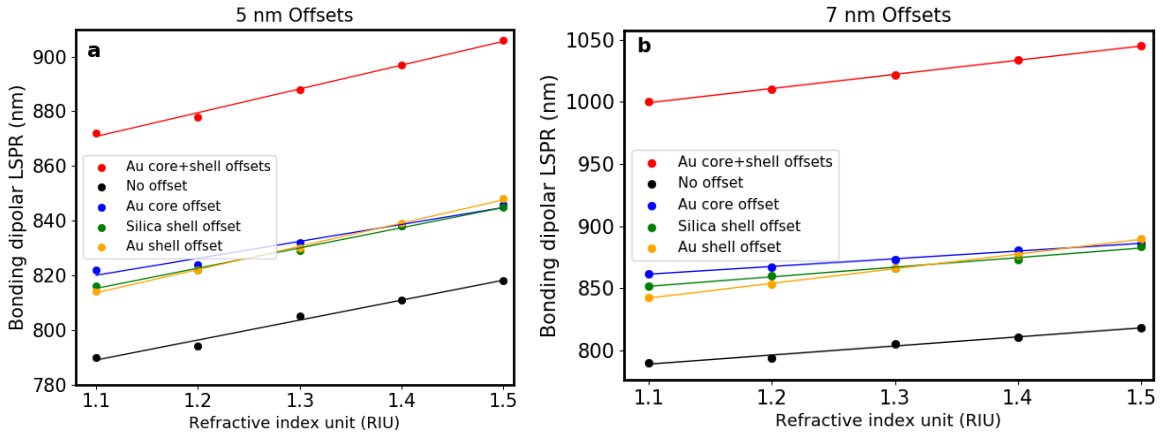 5 nm Offsets
a
Bonding dipolar LSPR (nm)
900
880
860
840
820
800
780
Au core+shell offsets
No offset
Au core offset
Silica shell offset
Au shell offset
1.1 1.2 1.3 1.4 1.5
Refractive index unit (RIU)
7 nm Offsets
b
Bonding dipolar LSPR (nm)
1050
1000
950
900
850
800
Au core+shell offsets
No offset
Au core offset
Silica shell offset
Au shell offset
1.1 1.2 1.3 1.4 1.5
Refractive index unit (RIU)